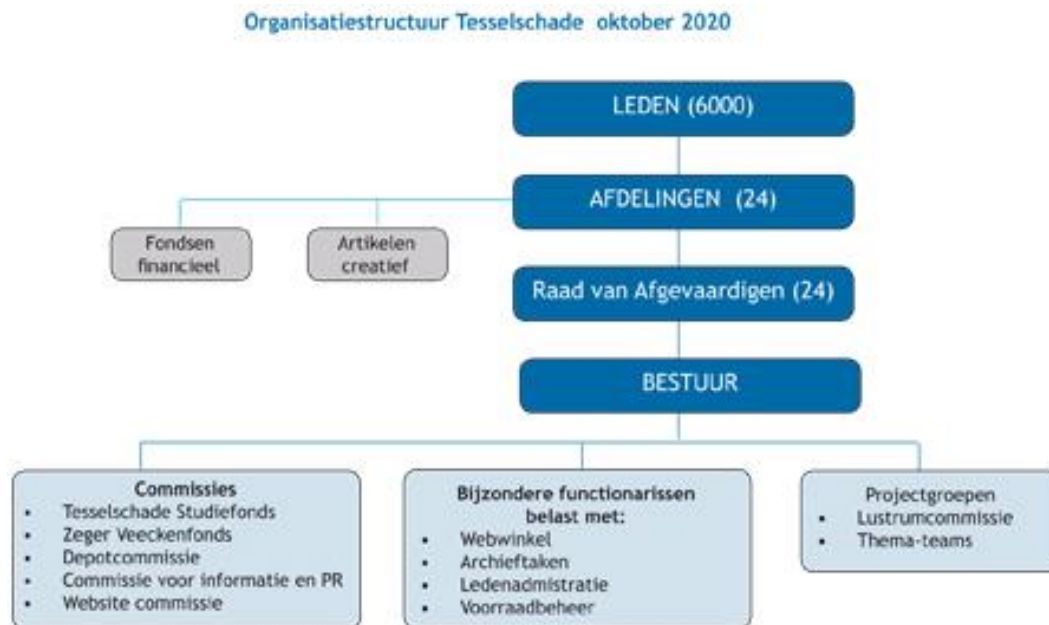 Organisatiestructuur Tesselschade oktober 2020
LEDEN (6000)
AFDELINGEN (24)
Fondsen
financieel
Artikelen
creatief
Raad van Afgevaardigen (24)
BESTUUR
Commissies
• Tesselschade Studiefonds
• Zeger Veeckenfonds
• Depotcommissie
• Commissie voor informatie en PR
• Website commissie
Bijzondere functionarissen
belast met:
• Webwinkel
• Archieftaken
• Ledenadmistratie
• Voorraadbeheer
Projectgroepen
• Lustrumcommissie
• Thema-teams